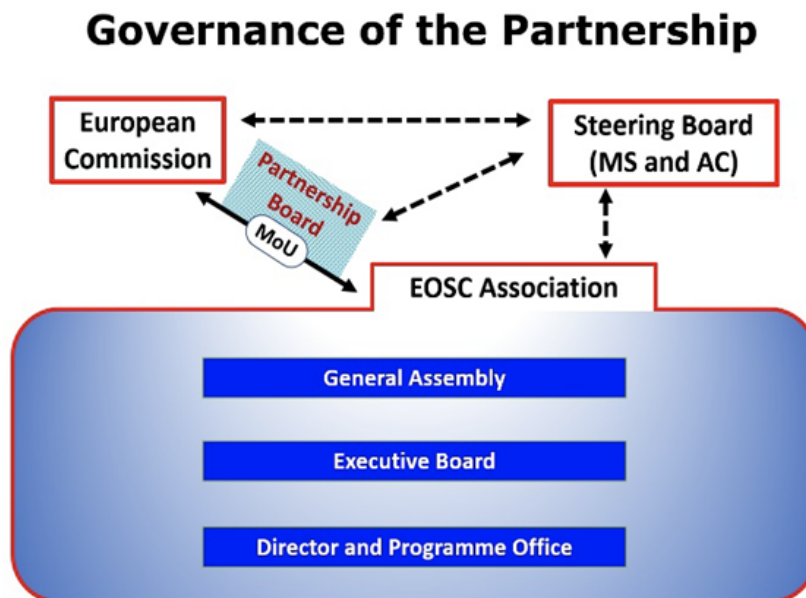 Governance of the Partnership
European
Commission
Steering Board
(MS and AC)
Partnership
Board
MoU
EOSC Association
General Assembly
Executive Board
Director and Programme Office